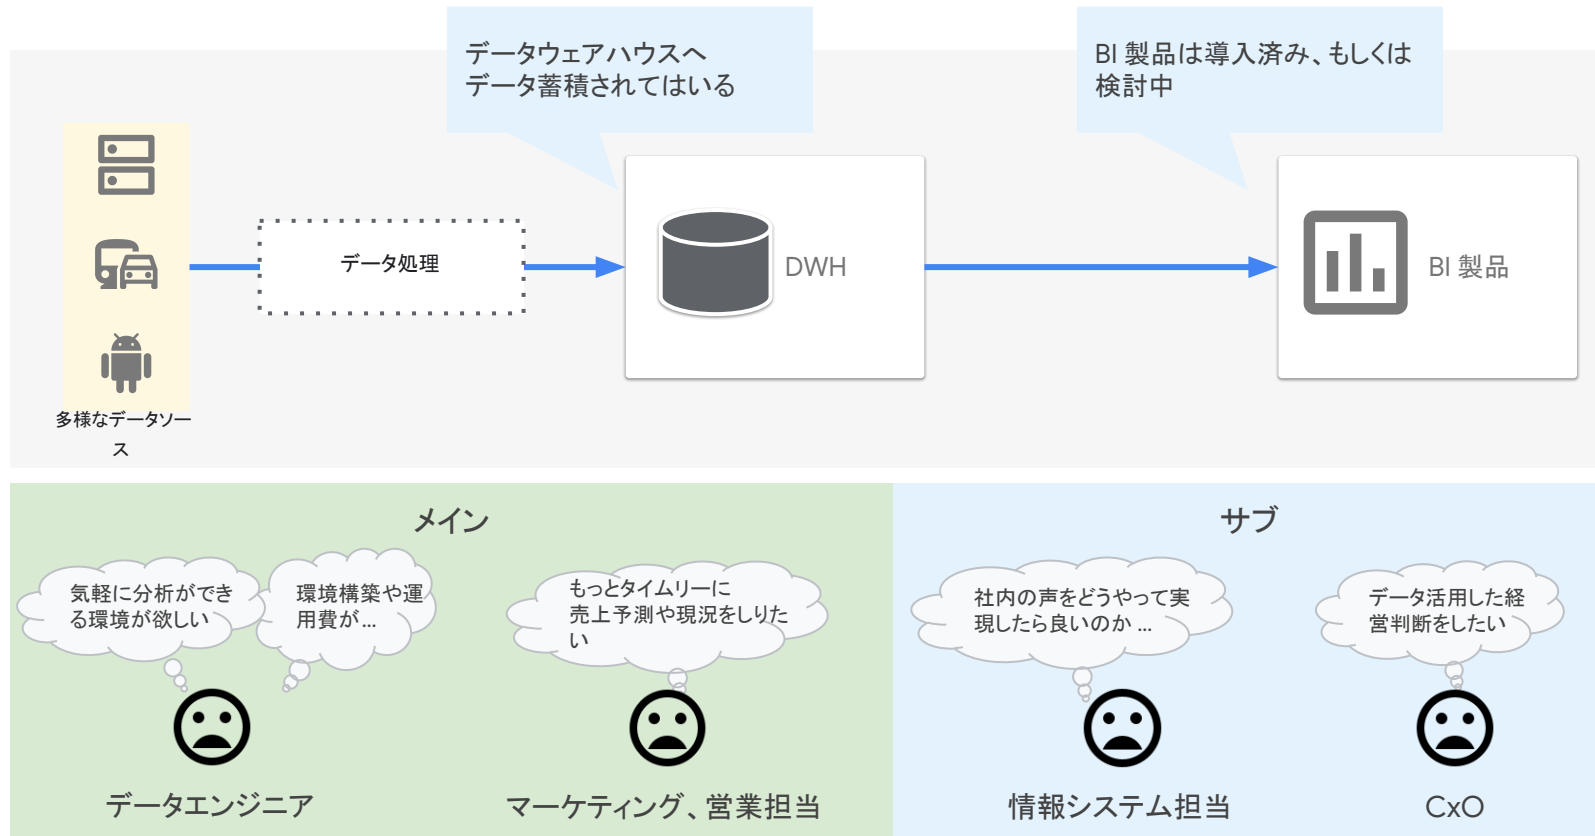 データウェアハウスへ
データ蓄積されてはいる
BI 製品は導入済み、もしくは
検討中
データ処理
DWH
BI 製品
多様なデータソー
ス
メイン
サブ
気軽に分析ができ
る環境が欲しい
環境構築や運
用費が...
もっとタイムリーに
売上予測や現況をしりた
い
社内の声をどうやって実
現したら良いのか ...
データ活用した経
営判断をしたい
データエンジニア
マーケティング、営業担当
情報システム担当
CxO